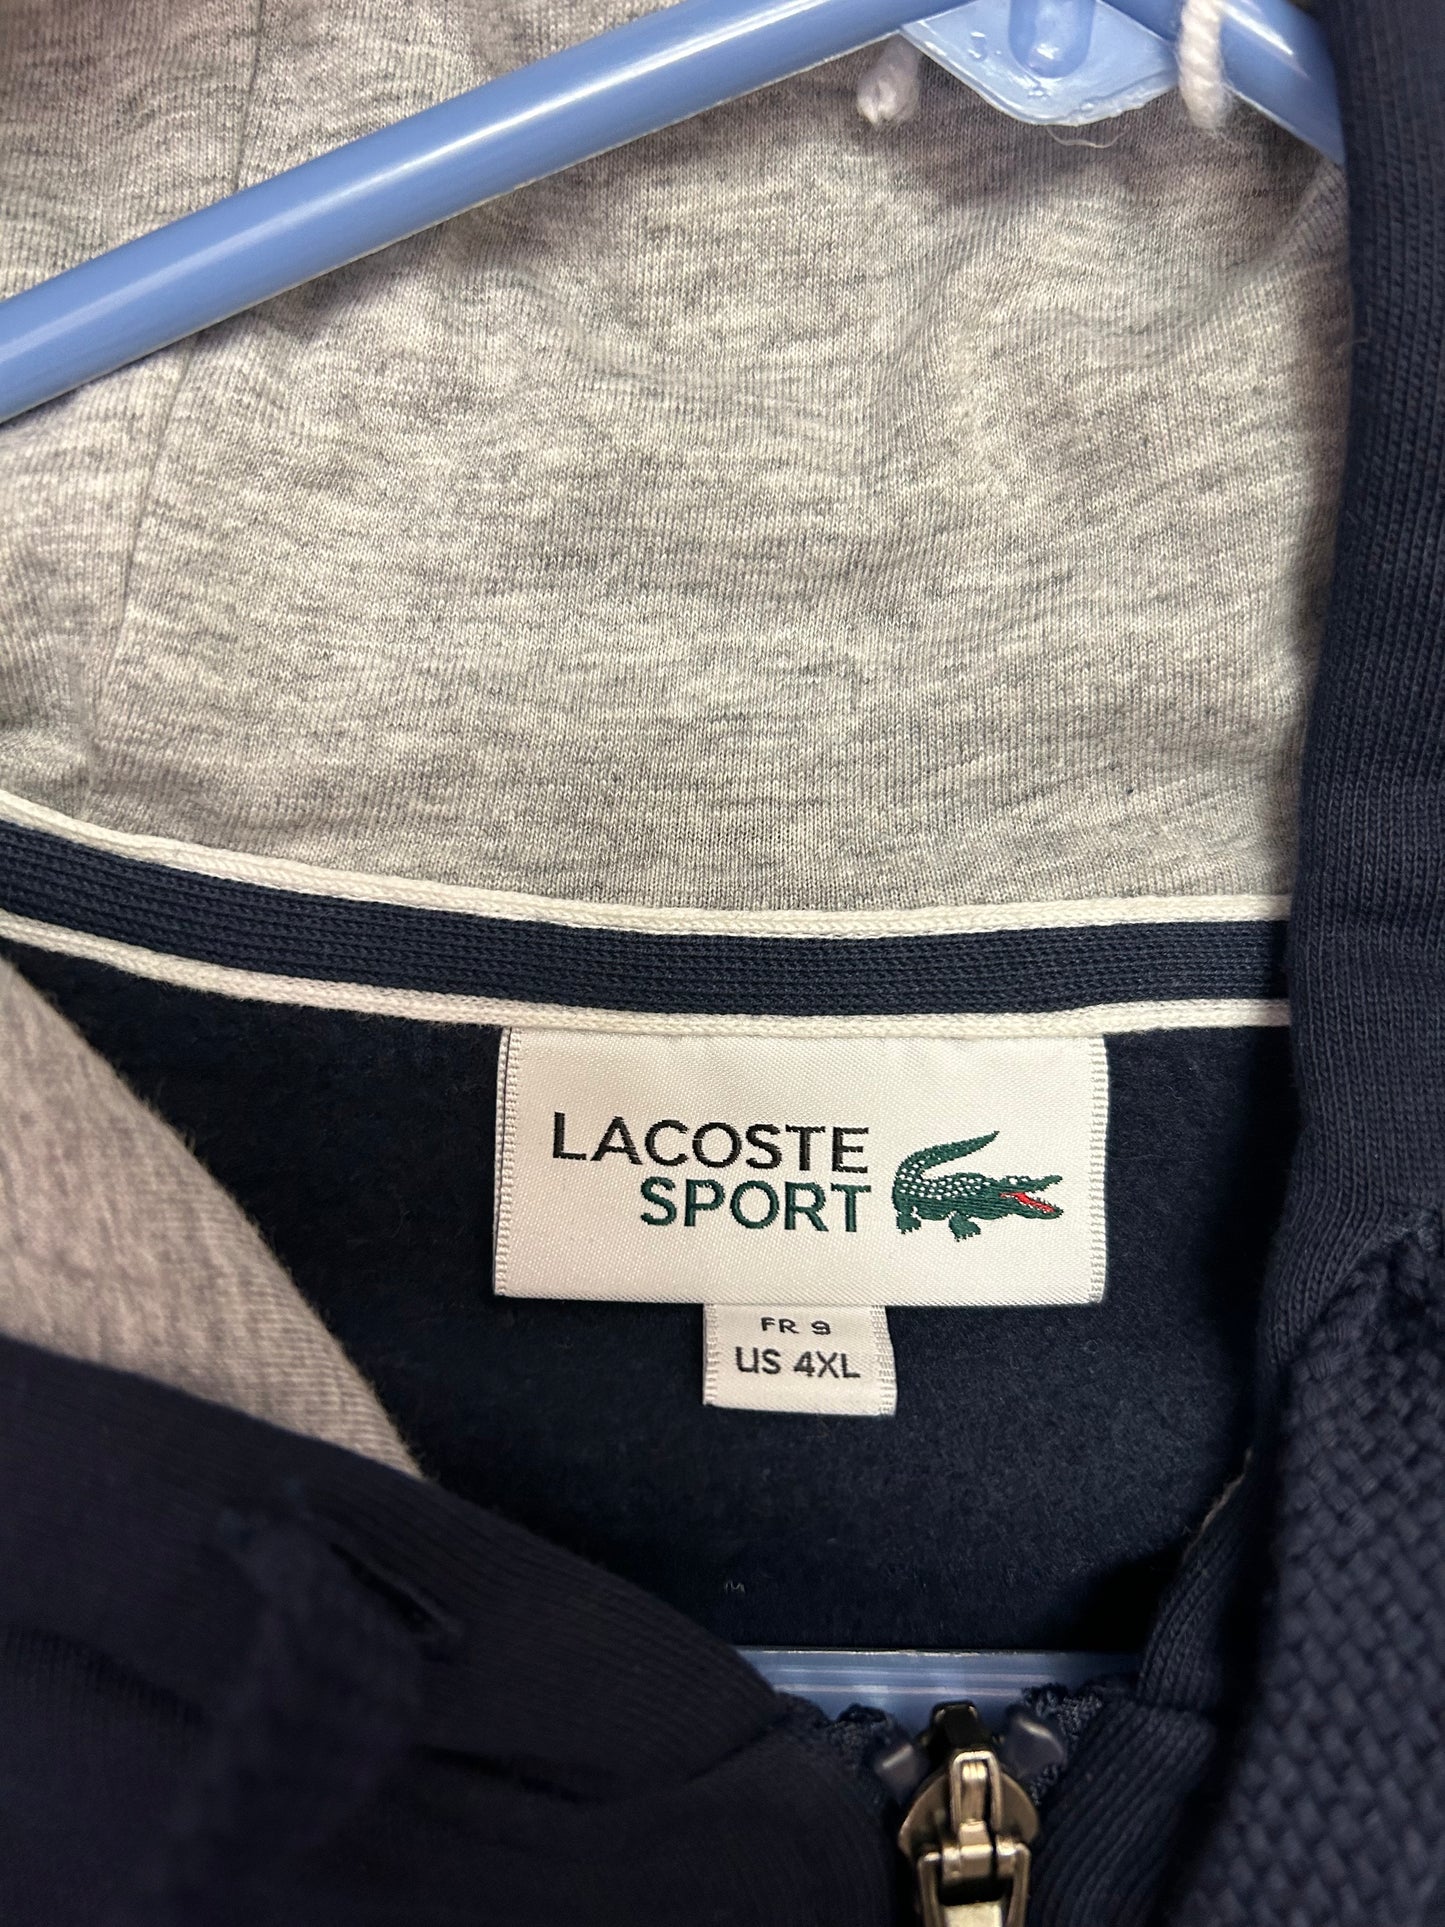 LACOSTE
SPORT
FR 9
US 4XL